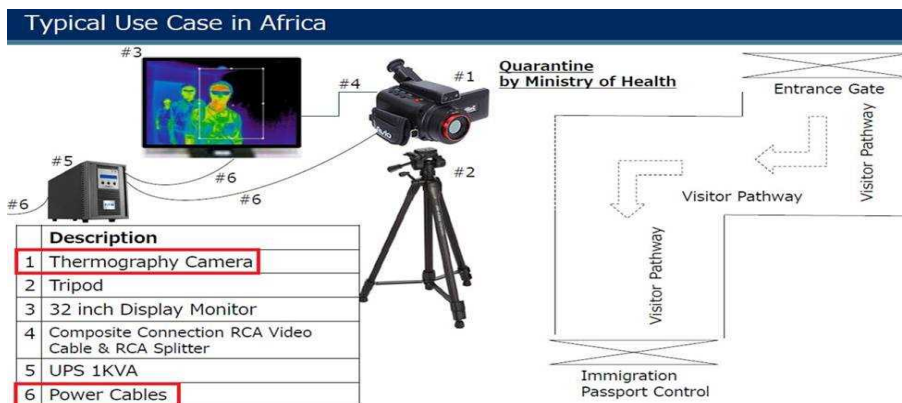 Typical Use Case in Africa
#3
#4
#1
#5
#6
#6
#6
#2
Description
1 Thermography Camera
2 Tripod
3 32 inch Display Monitor
4 Composite Connection RCA Video
Cable & RCA Splitter
5 UPS 1KVA
6 Power Cables
Quarantine
by Ministry of Health
Entrance Gate
Visitor Pathway
Visitor Pathway
Visitor Pathway
Immigration
Passport Control